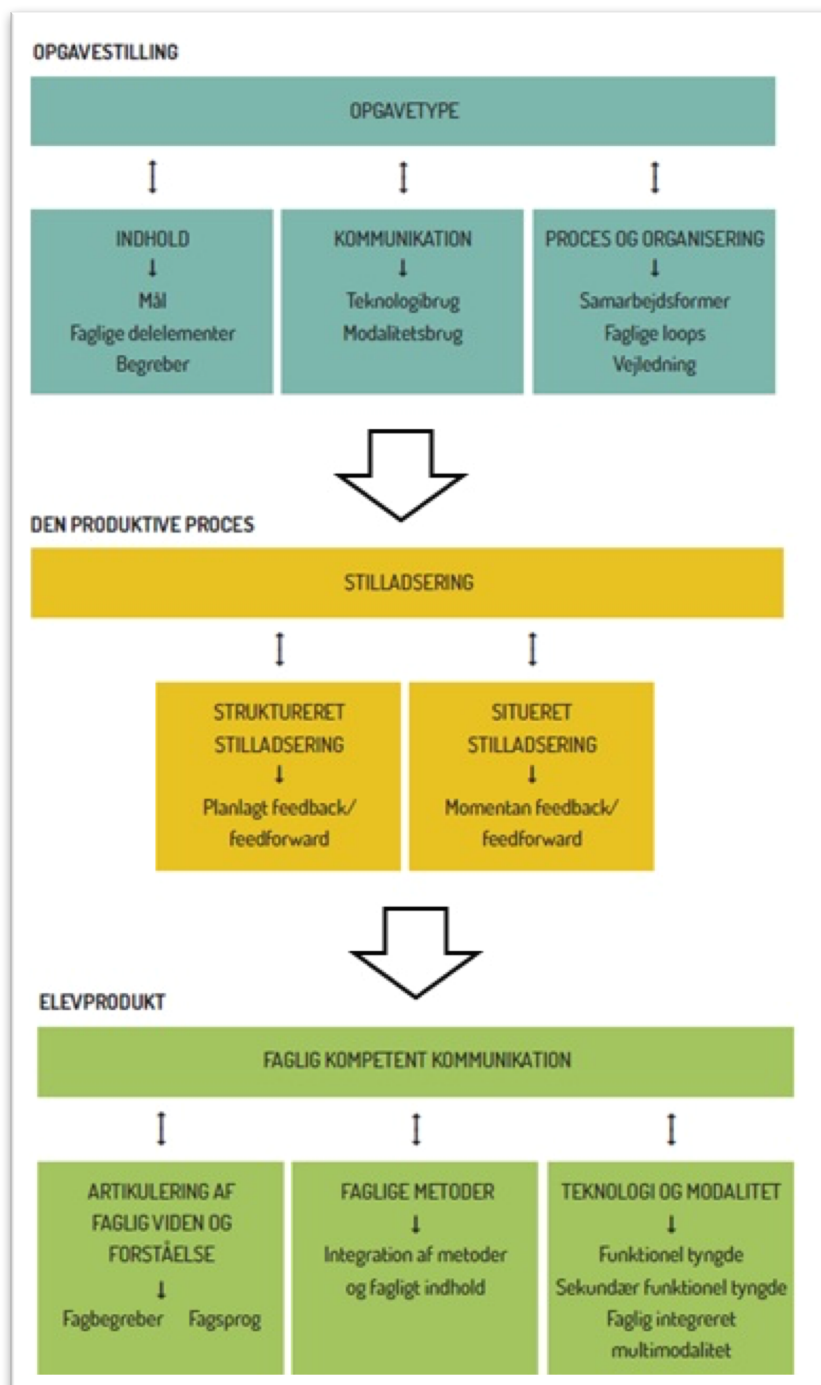 OPGAVESTILLING
OPGAVETYPE
INDHOLD
Mål
Faglige delelementer
Begreber
KOMMUNIKATION
Teknologibrug
Modalitetsbrug
PROCES OG ORGANISERING
Samarbejdsformer
Faglige loops
Vejledning
DEN PRODUKTIVE PROCES
STILLADSERING
STRUKTURERET
STILLADSERING
Planlagt feedback/
feedforward
SITUERET
STILLADSERING
Momentan feedback/
feedforward
ELEVPRODUKT
FAGLIG KOMPETENT KOMMUNIKATION
ARTIKULERING AF
FAGLIG VIDEN OG
FORSTÅELSE
Fagbegreber Fagsprog
FAGLIGE METODER
Integration af metoder
og fagligt indhold
TEKNOLOGI OG MODALITET
Funktionel tyngde
Sekundær funktionel tyngde
Faglig integreret
multimodalitet